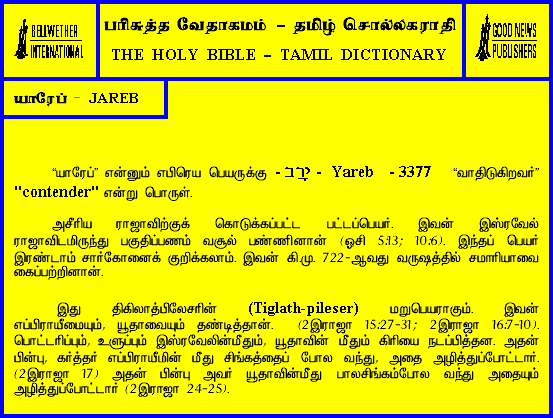 BELLWETHER
INTERNATIONAL
பரிசுத்த வேதாகமம் – தமிழ் சொல்லகராதி
THE HOLY BIBLE – TAMIL DICTIONARY
GOOD NEWS
PUBLISHERS
யாரேப் - JAREB
“யாரேப்” என்னும் எபிரெய பெயருக்கு - יָרֵב - Yareb - 3377 “வாதிடுகிறவர்”
"contender" என்று பொருள்.
அசீரிய ராஜாவிற்குக் கொடுக்கப்பட்ட பட்டப்பெயர். இவன் இஸ்ரவேல்
ராஜாவிடமிருந்து பகுதிப்பணம் வசூல் பண்ணினான் (ஓசி 5:13; 10:6). இந்தப் பெயர்
இரண்டாம் சார்கோனைக் குறிக்கலாம். இவன் கி.மு. 722-ஆவது வருஷத்தில் சமாரியாவை
கைப்பற்றினான்.
இது திகிலாத்பிலேசரின் (Tiglath-pileser) மறுபெயராகும். இவன்
எப்பிராயீமையும், யூதாவையும் தண்டித்தான். (2இராஜா 15:27-31; 2இராஜா 16:7-10).
பொட்டரிப்பும், உளுப்பும் இஸ்ரவேலின்மீதும், யூதாவின் மீதும் கிரியை நடப்பித்தன. அதன்
பின்பு, கர்த்தர் எப்பிராயீமின் மீது சிங்கத்தைப் போல வந்து, அதை அழித்துப்போட்டார்.
(2இராஜா 17) அதன் பின்பு அவர் யூதாவின்மீது பாலசிங்கம்போல வந்து அதையும்
அழித்துப்போட்டார் (2இராஜா 24-25).